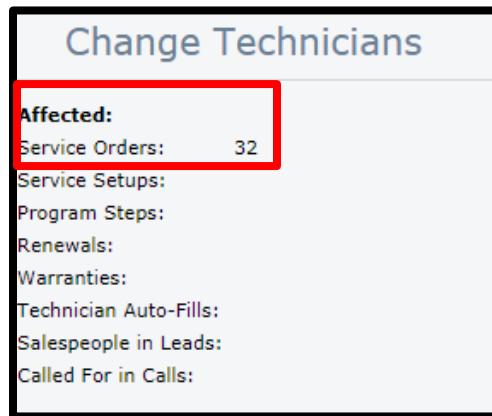 Change Technicians
Affected:
Service Orders: 32
Service Setups:
Program Steps:
Renewals:
Warranties:
Technician Auto-Fills:
Salespeople in Leads:
Called For in Calls: